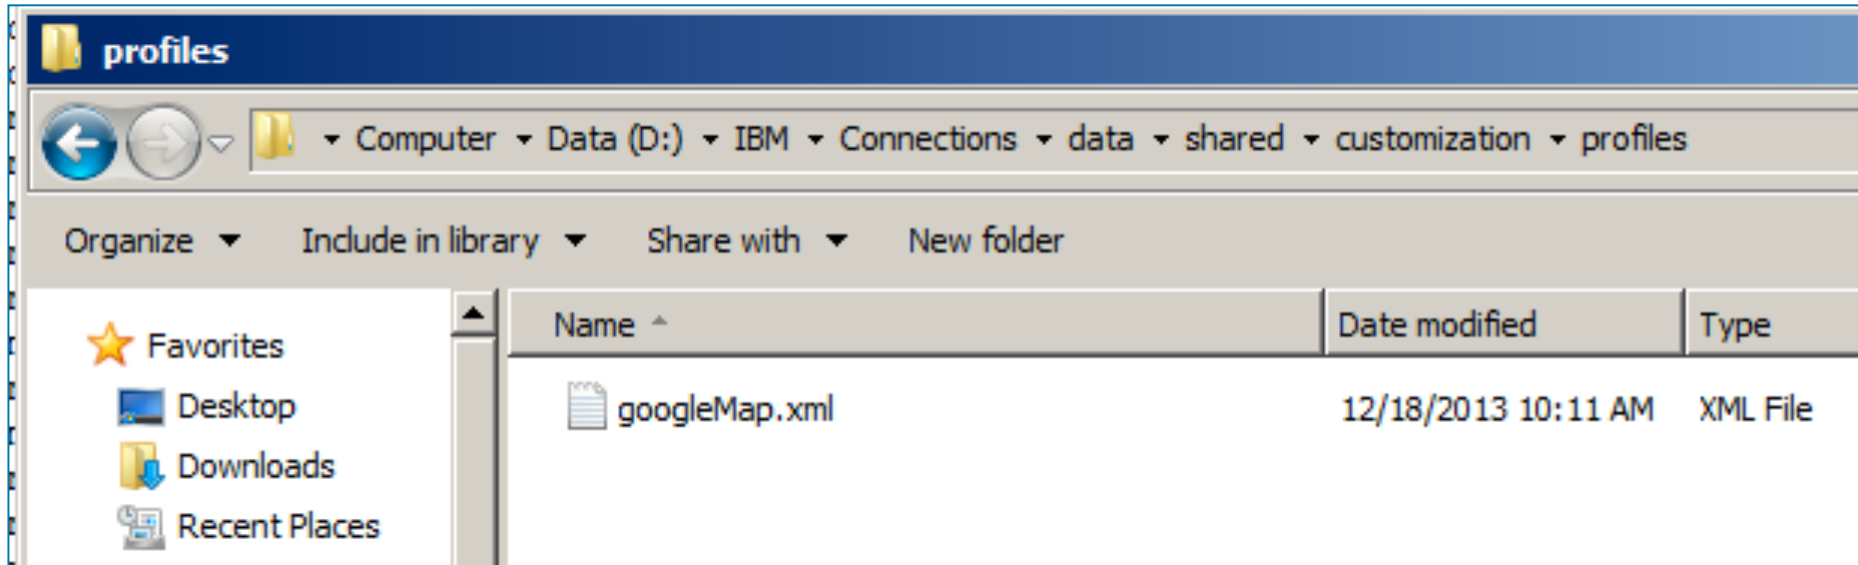 profiles
Computer Data (D:) IBM Connections data shared customization profiles
Organize Include in library Share with New folder
Name Date modified Type
Favorites
Desktop
Downloads
Recent Places
googleMap.xml 12/18/2013 10:11 AM XML File